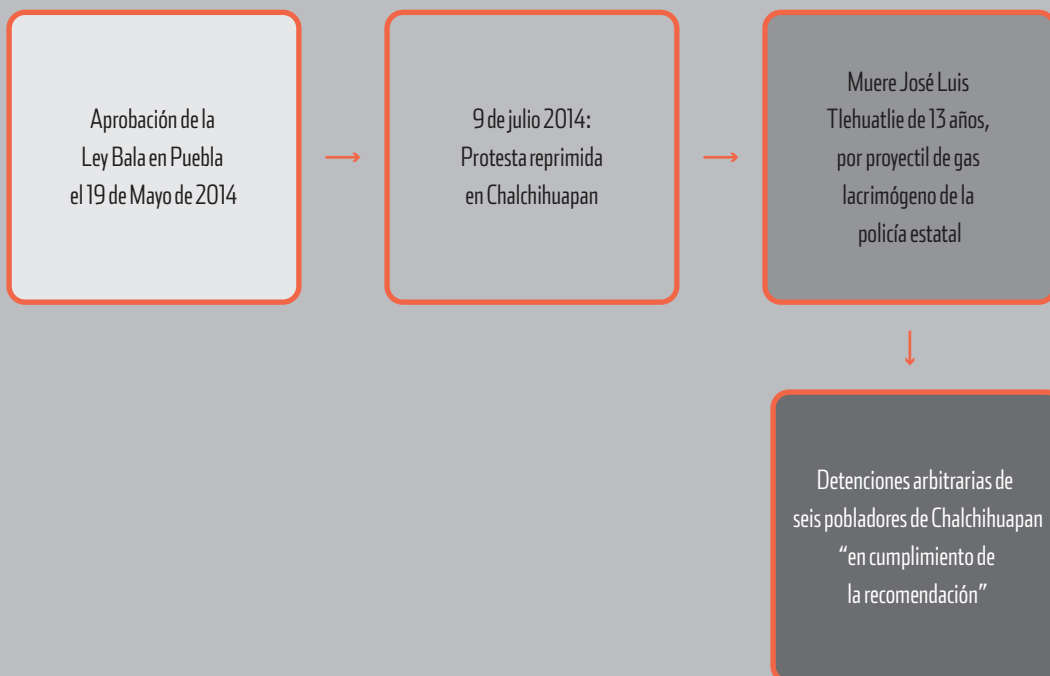 Aprobación de la
Ley Bala en Puebla
el 19 de Mayo de 2014
9 de julio 2014:
Protesta reprimida
en Chalchihuapan
Muere José Luis
Tlehuatlie de 13 años,
por proyectil de gas
lacrimógeno de la
policía estatal
Detenciones arbitrarias de
seis pobladores de Chalchihuapan
“en cumplimiento de
la recomendación”